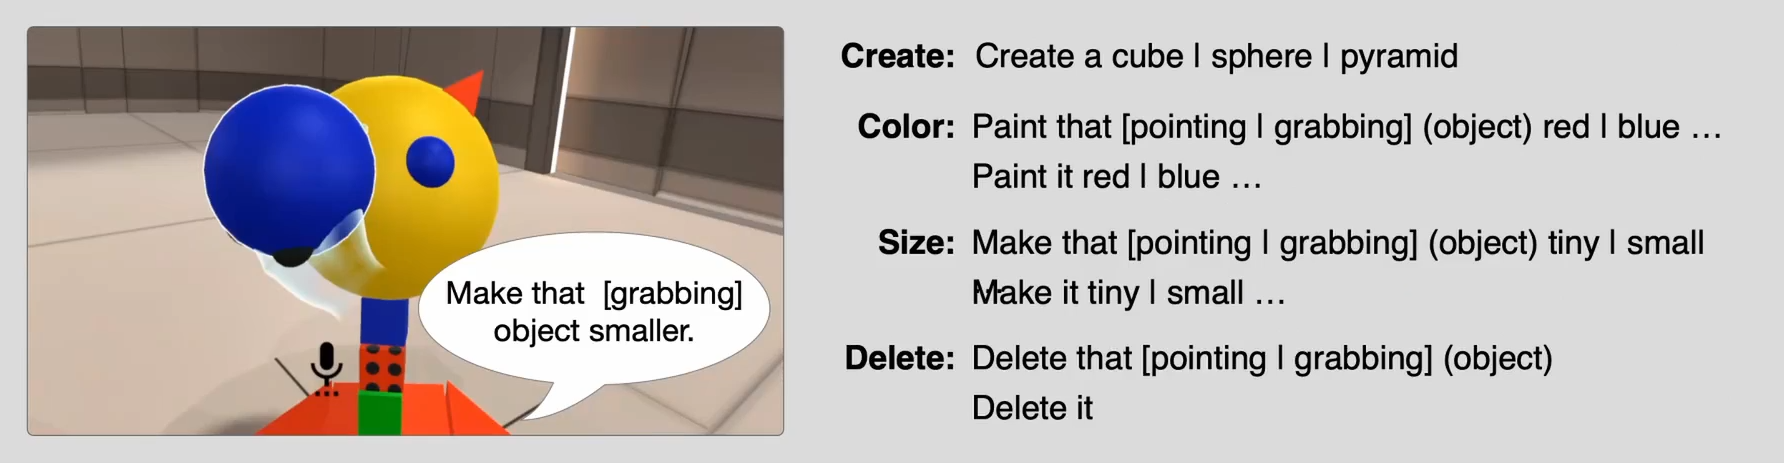 Make that [grabbing]
object smaller.
Create: Create a cube | sphere | pyramid
Color: Paint that [pointing | grabbing] (object) red | blue …
Paint it red | blue …
Size: Make that [pointing | grabbing] (object) tiny | small
…
Make it tiny | small …
Delete: Delete that [pointing | grabbing] (object)
Delete it